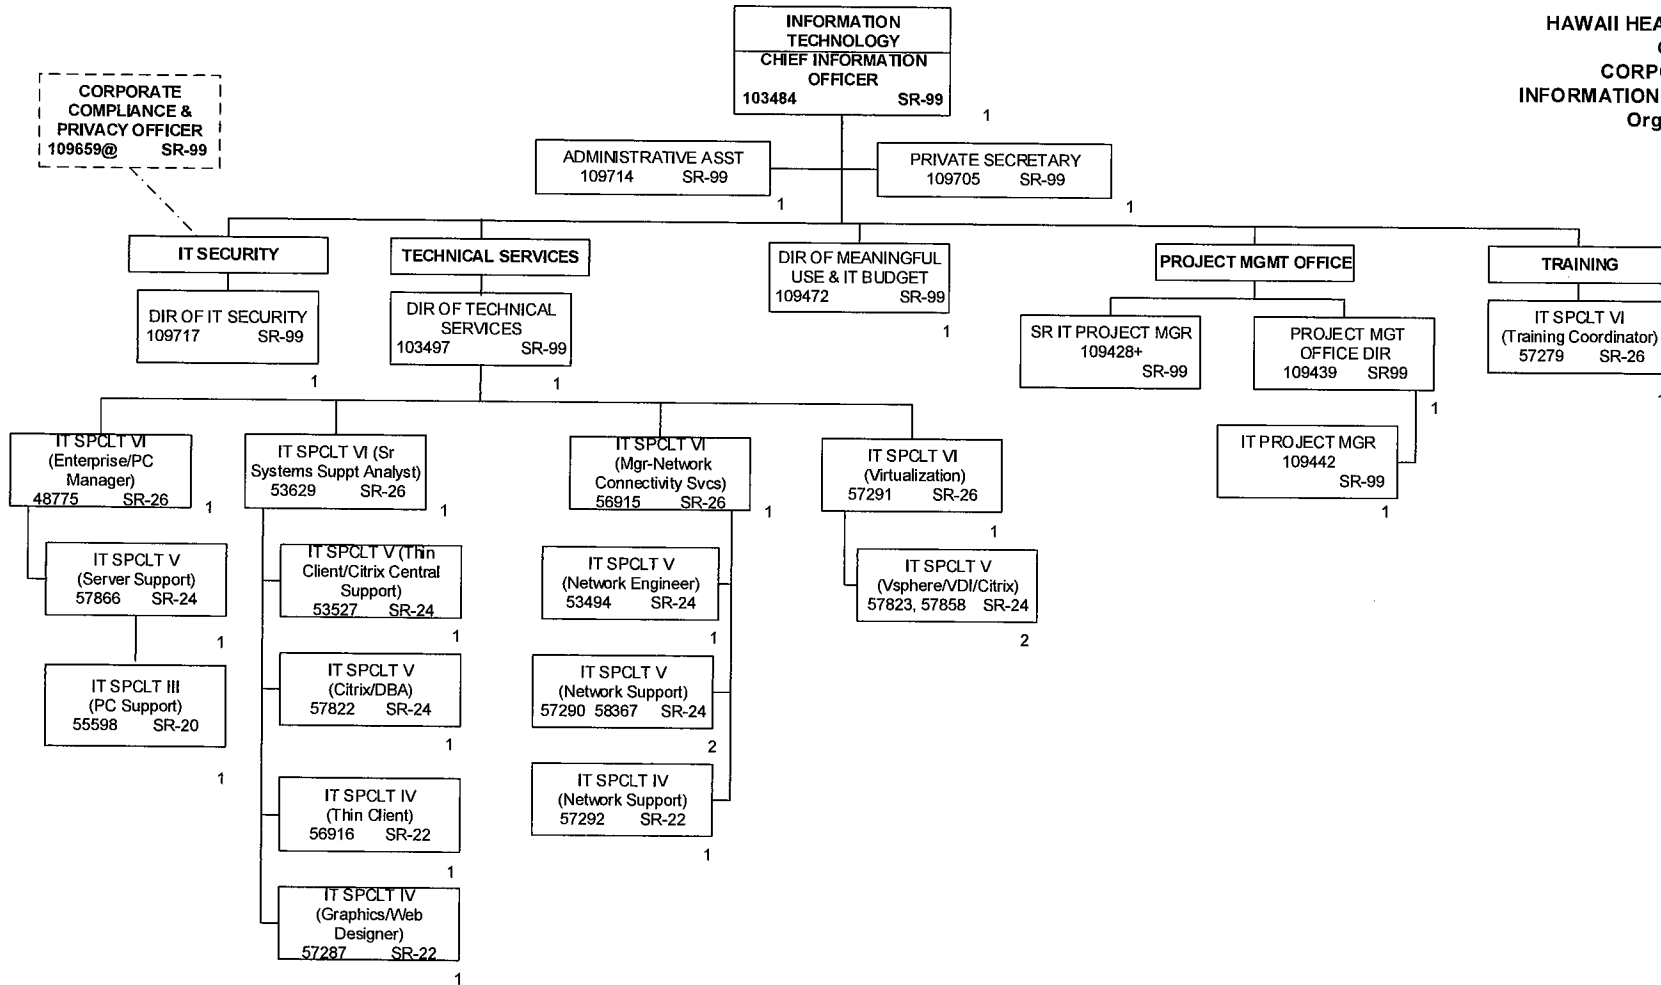 INFORMATION
TECHNOLOGY
CHIEF INFORMATION
OFFICER
103484 SR-99
1
HAWAII HEA
CORP
INFORMATION
Org
CORPORATE
COMPLIANCE &
PRIVACY OFFICER
109659@ SR-99
ADMINISTRATIVE ASST
109714 SR-99
1
PRIVATE SECRETARY
109705 SR-99
1
IT SECURITY
DIR OF IT SECURITY
109717 SR-99
1
TECHNICAL SERVICES
DIR OF TECHNICAL
SERVICES
103497 SR-99
1
DIR OF MEANINGFUL
USE & IT BUDGET
109472 SR-99
1
PROJECT MGMT OFFICE
SR IT PROJECT MGR
109428+
SR-99
PROJECT MGT
OFFICE DIR
109439 SR99
1
IT PROJECT MGR
109442
SR-99
1
TRAINING
IT SPCLT VI
(Training Coordinator)
57279 SR-26
1
IT SPCLT VI
(Enterprise/PC
Manager)
48775 SR-26
1
IT SPCLT V
(Server Support)
57866 SR-24
1
IT SPCLT III
(PC Support)
55598 SR-20
1
IT SPCLT VI (Sr
Systems Suppt Analyst)
53629 SR-26
1
IT SPCLT V (Thin
Client/Citrix Central
Support)
53527 SR-24
1
IT SPCLT V
(Citrix/DBA)
57822 SR-24
1
IT SPCLT IV
(Thin Client)
56916 SR-22
1
IT SPCLT IV
(Graphics/Web
Designer)
57287 SR-22
1
IT SPCLT VI
(Mgr-Network
Connectivity Svcs)
56915 SR-26
1
IT SPCLT V
(Network Engineer)
53494 SR-24
1
IT SPCLT V
(Network Support)
57290 58367 SR-24
2
IT SPCLT IV
(Network Support)
57292 SR-22
1
IT SPCLT VI
(Virtualization)
57291 SR-26
1
IT SPCLT V
(Vsphere/VDI/Citrix)
57823, 57858 SR-24
2